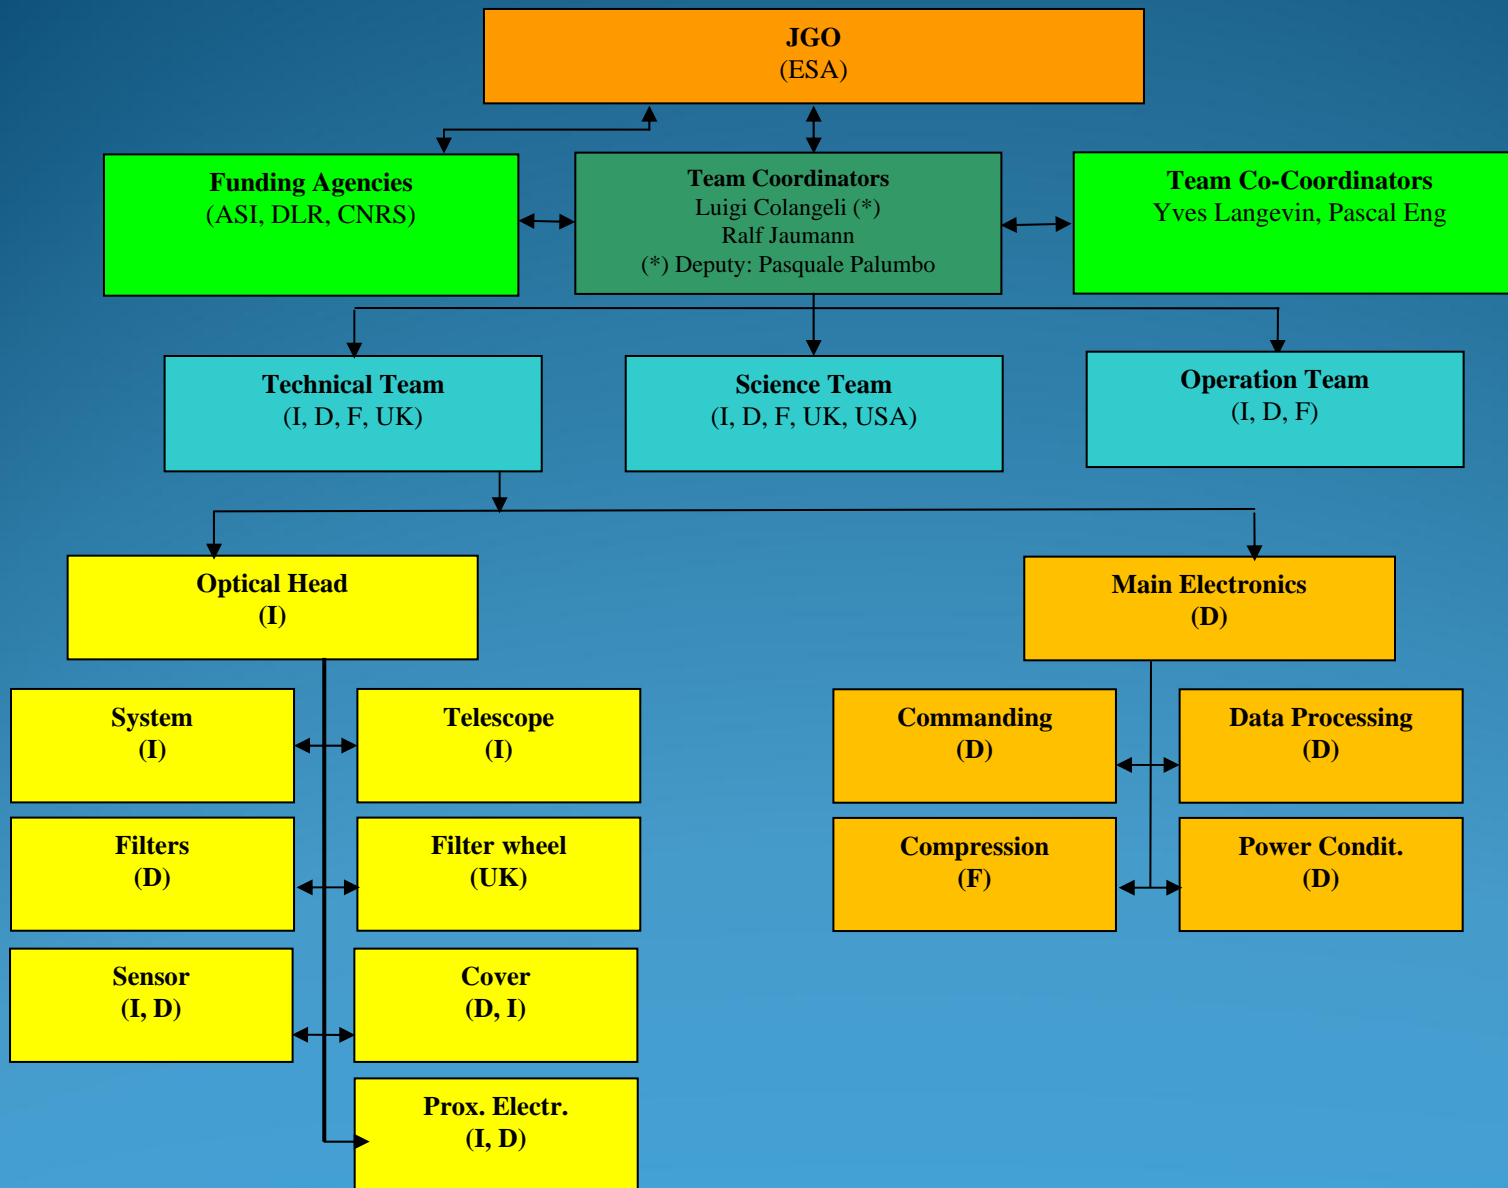 JGO
(ESA)
Funding Agencies
(ASI, DLR, CNRS)
Team Coordinators
Luigi Colangeli (*)
Ralf Jaumann
(*) Deputy: Pasquale Palumbo
Team Co-Coordinators
Yves Langevin, Pascal Eng
Technical Team
(I, D, F, UK)
Science Team
(I, D, F, UK, USA)
Operation Team
(I, D, F)
Optical Head
(I)
Main Electronics
(D)
System
(I)
Telescope
(I)
Commanding
(D)
Data Processing
(D)
Filters
(D)
Filter wheel
(UK)
Compression
(F)
Power Condit.
(D)
Sensor
(I, D)
Cover
(D, I)
Prox. Electr.
(I, D)